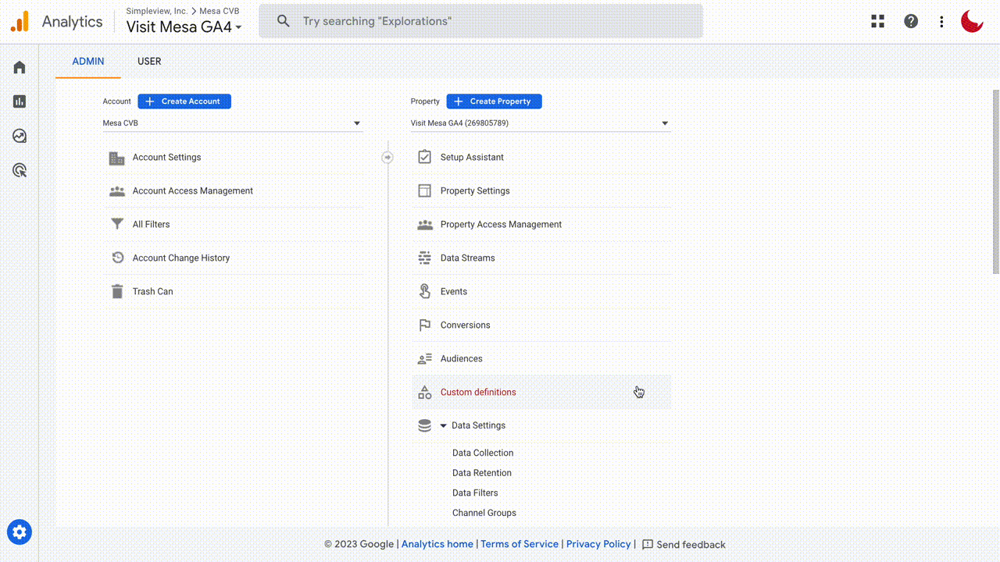 Analytics
Simpleview, Inc. > Mesa CVB
Visit Mesa GA4
Try searching "Explorations"
ADMIN
USER
Account
Create Account
Mesa CVB
Account Settings
Account Access Management
All Filters
Account Change History
Trash Can
Property
Create Property
Visit Mesa GA4 (269805789)
Setup Assistant
Property Settings
Property Access Management
Data Streams
Events
Conversions
Audiences
Custom definitions
Data Settings
Data Collection
Data Retention
Data Filters
Channel Groups
© 2023 Google | Analytics home | Terms of Service | Privacy Policy | Send feedback